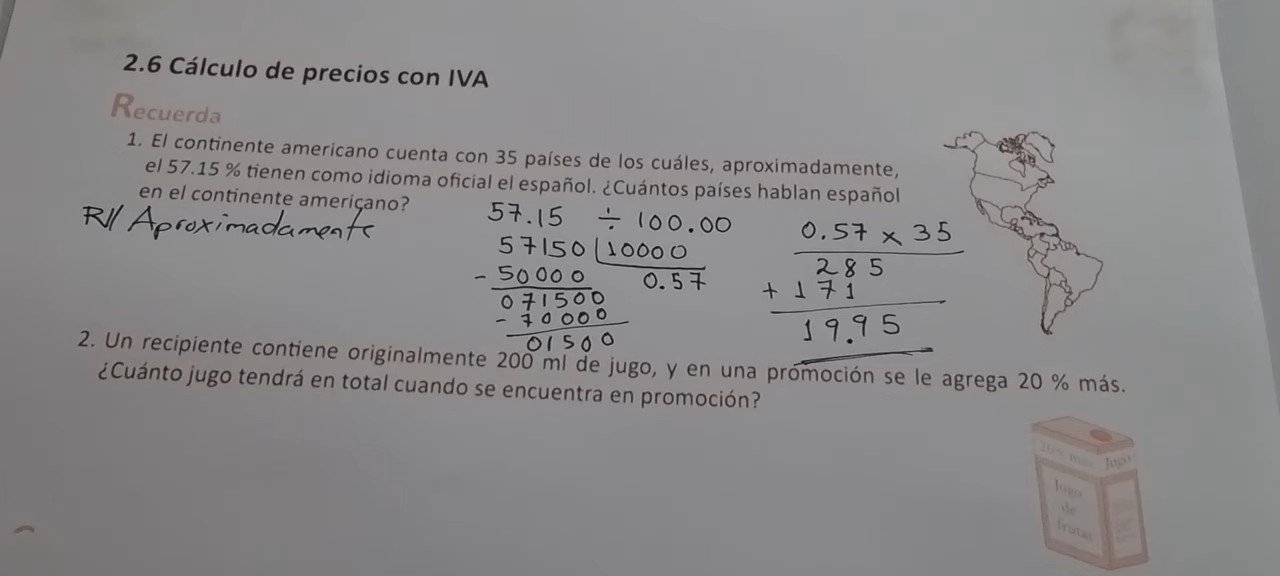 2.6 Cálculo de precios con IVA
Recuerda
1. El continente americano cuenta con 35 países de los cuáles, aproximadamente,
el 57.15 % tienen como idioma oficial el español. ¿Cuántos países hablan español
en el continente americano?
R// Aproximadamente
57.15 ÷ 100.00
57150 10000
- 50000 0.57
071500
- 70000
01500
0.57 x 35
285
+ 171
19.95
2. Un recipiente contiene originalmente 200 ml de jugo, y en una promoción se le agrega 20 % más.
¿Cuánto jugo tendrá en total cuando se encuentra en promoción?
más Jugo
Jugo
de
frutas